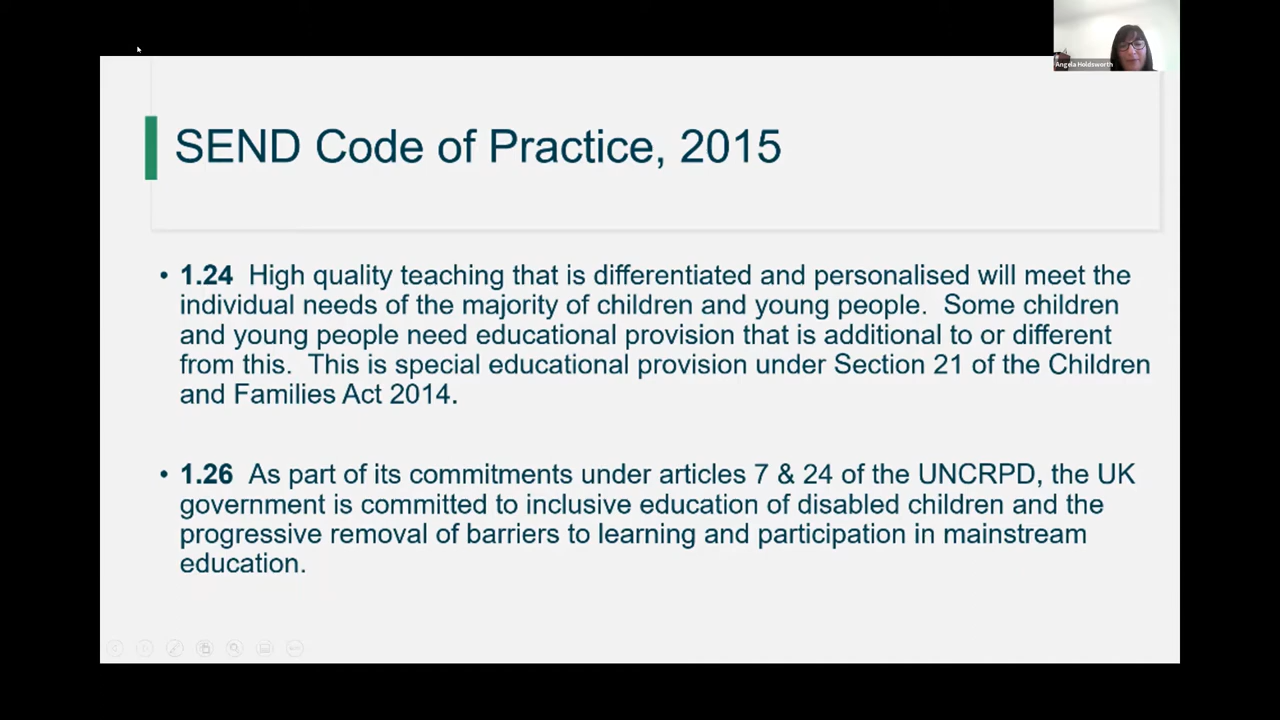 Angela Holdsworth
SEND Code of Practice, 2015
• 1.24 High quality teaching that is differentiated and personalised will meet the
individual needs of the majority of children and young people. Some children
and young people need educational provision that is additional to or different
from this. This is special educational provision under Section 21 of the Children
and Families Act 2014.
• 1.26 As part of its commitments under articles 7 & 24 of the UNCRPD, the UK
government is committed to inclusive education of disabled children and the
progressive removal of barriers to learning and participation in mainstream
education.